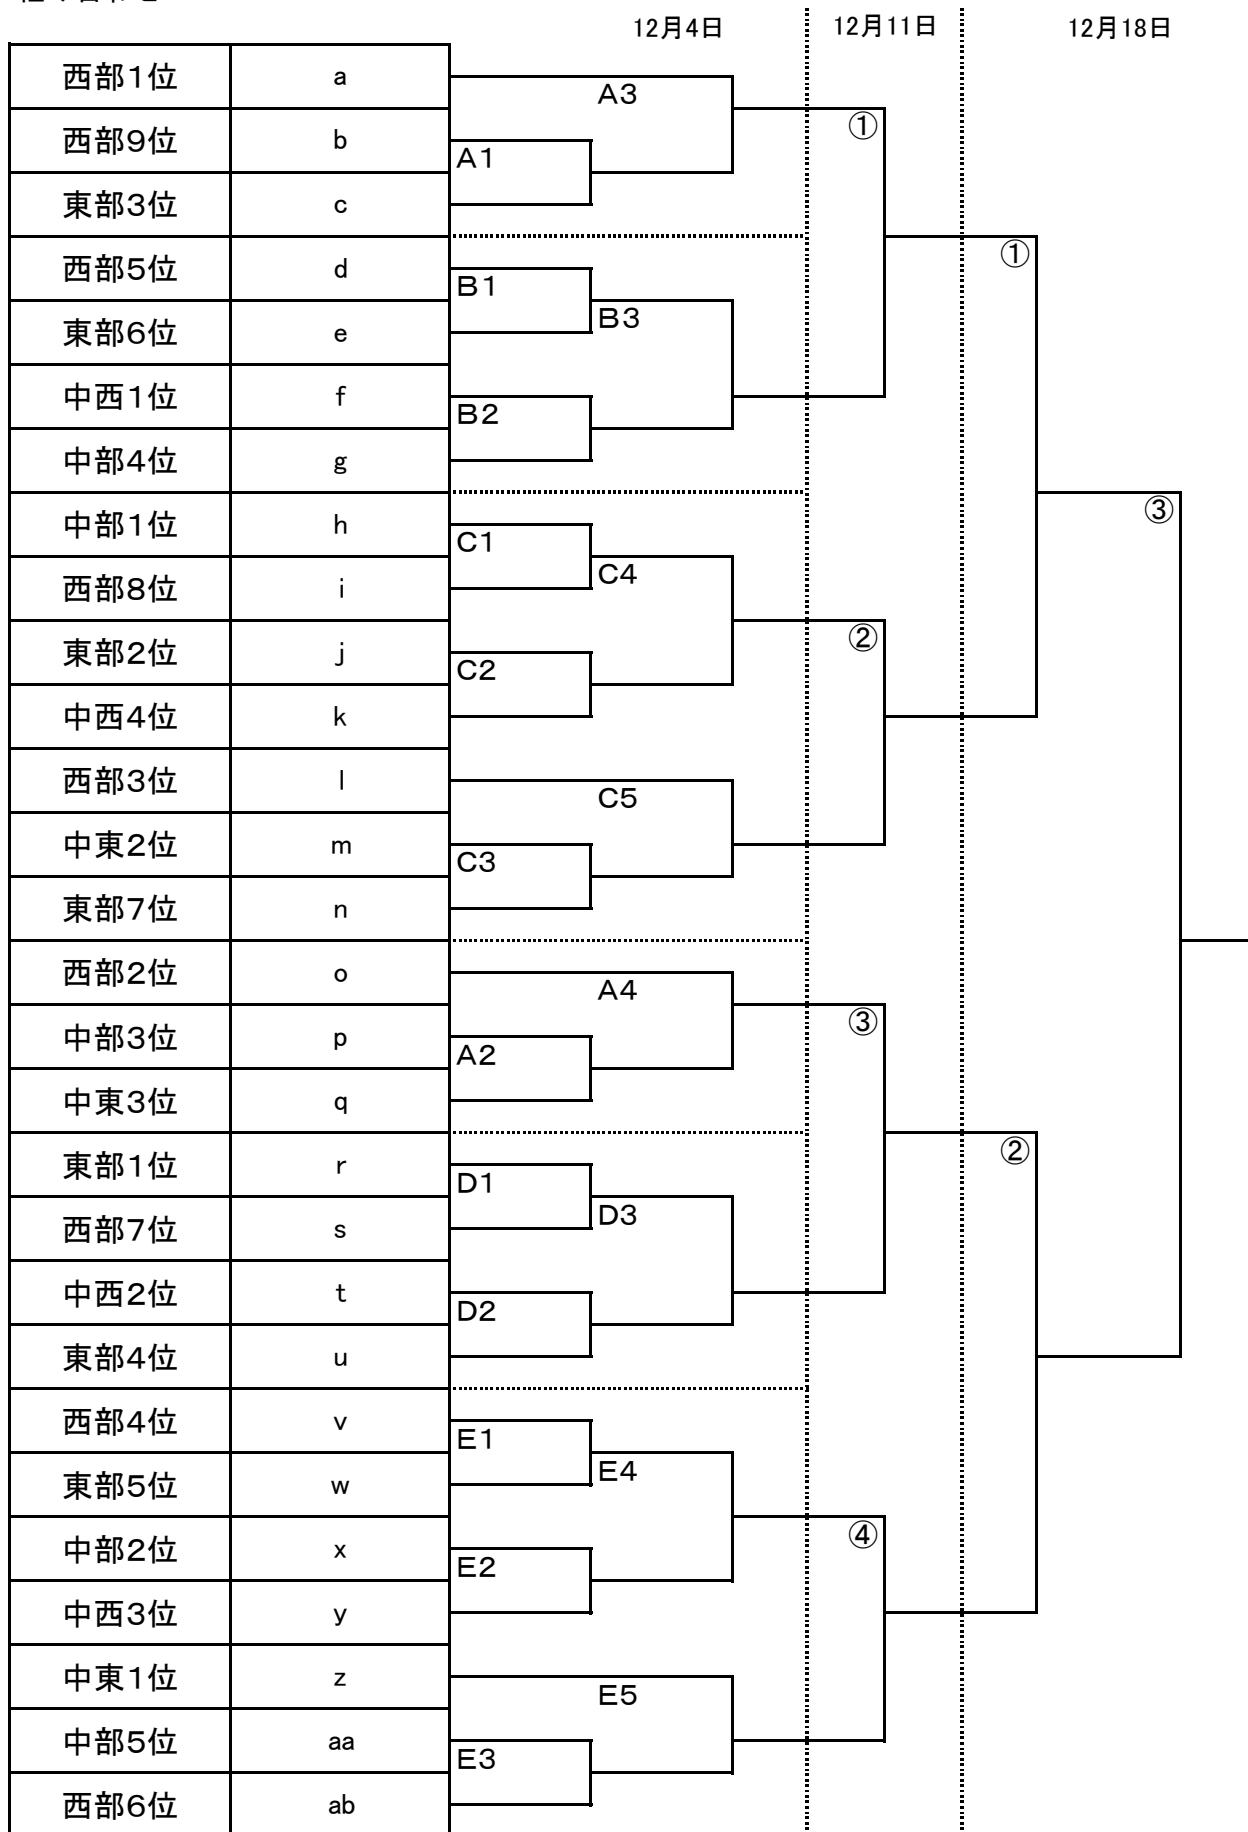 12月4日 12月11日 12月18日
西部1位 a
A3
①
西部9位 b
A1
東部3位 c
①
西部5位 d
B1
B3
東部6位 e
中西1位 f
B2
中部4位 g
③
中部1位 h
C1
C4
西部8位 i
②
東部2位 j
C2
中西4位 k
西部3位 l
C5
中東2位 m
C3
東部7位 n
西部2位 o
A4
③
中部3位 p
A2
中東3位 q
②
東部1位 r
D1
D3
西部7位 s
中西2位 t
D2
東部4位 u
西部4位 v
E1
E4
東部5位 w
④
中部2位 x
E2
中西3位 y
中東1位 z
E5
中部5位 aa
E3
西部6位 ab